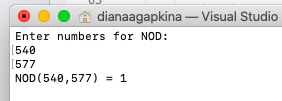 dianaagapkina — Visual Studio
Enter numbers for NOD:
540
577
NOD(540,577) = 1